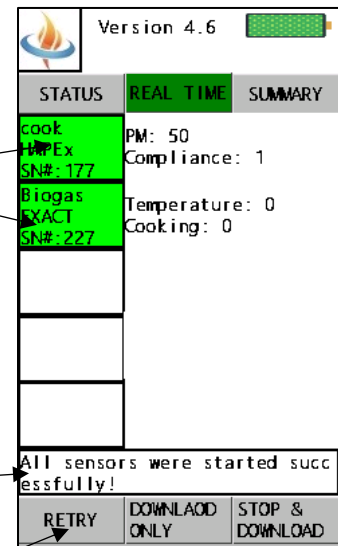 Version 4.6
STATUS
REAL TIME
SUMMARY
cook
HAPEx
SN#:177
PM: 50
Compliance: 1
Biogas
EXACT
SN#:227
Temperature: 0
Cooking: 0
All sensors were started succ
essfully!
RETRY
DOWNLAOD
ONLY
STOP &
DOWNLOAD